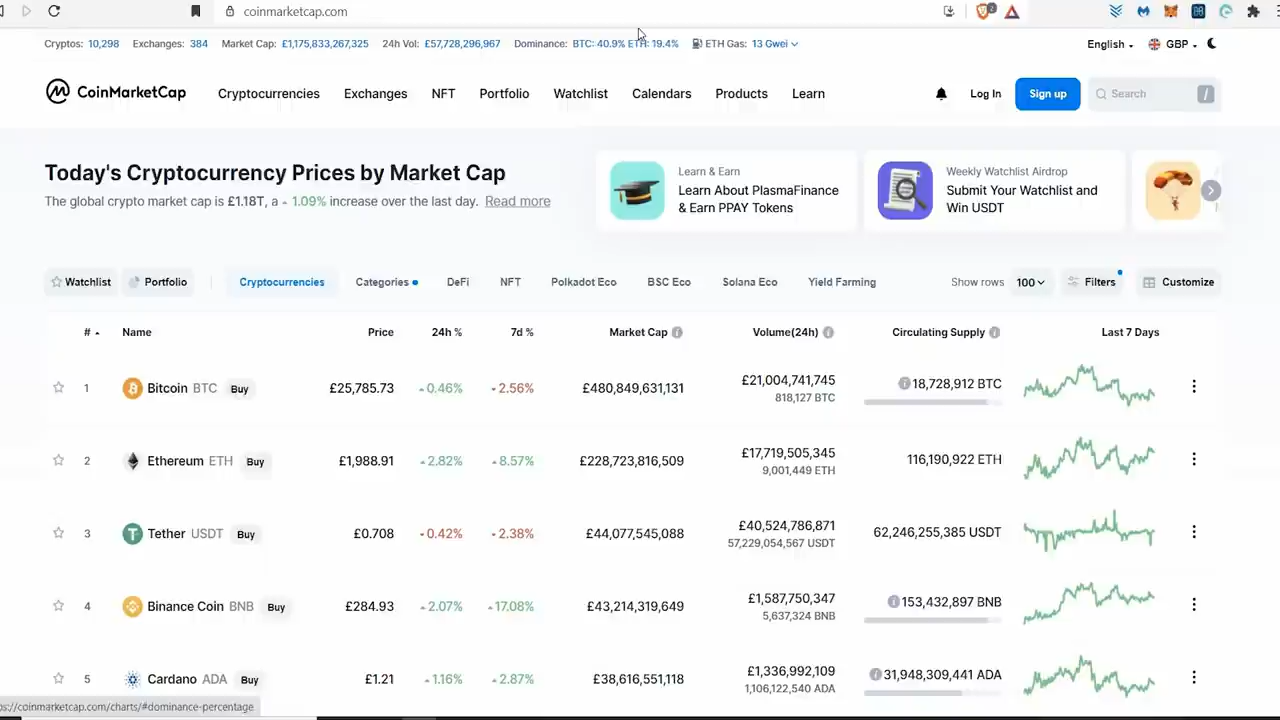 coinmarketcap.com
Cryptos: 10,298 Exchanges: 384 Market Cap: £1,175,833,267,325 24h Vol: £57,728,296,967 Dominance: BTC: 40.9% ETH: 19.4% ETH Gas: 13 Gwei English GBP
CoinMarketCap Cryptocurrencies Exchanges NFT Portfolio Watchlist Calendars Products Learn Log In Sign up Search /
Today's Cryptocurrency Prices by Market Cap
The global crypto market cap is £1.18T, a 1.09% increase over the last day. Read more
Learn & Earn
Learn About PlasmaFinance
& Earn PPAY Tokens
Weekly Watchlist Airdrop
Submit Your Watchlist and
Win USDT
Watchlist Portfolio Cryptocurrencies Categories DeFi NFT Polkadot Eco BSC Eco Solana Eco Yield Farming Show rows 100 Filters Customize
# Name Price 24h % 7d % Market Cap Volume(24h) Circulating Supply Last 7 Days
1 Bitcoin BTC Buy £25,785.73 0.46% 2.56% £480,849,631,131 £21,004,741,745 18,728,912 BTC
818,127 BTC
2 Ethereum ETH Buy £1,988.91 2.82% 8.57% £228,723,816,509 £17,719,505,345 116,190,922 ETH
9,001,449 ETH
3 Tether USDT Buy £0.708 0.42% 2.38% £44,077,545,088 £40,524,786,871 62,246,255,385 USDT
57,229,054,567 USDT
4 Binance Coin BNB Buy £284.93 2.07% 17.08% £43,214,319,649 £1,587,750,347 153,432,897 BNB
5,637,324 BNB
5 Cardano ADA Buy £1.21 1.16% 2.87% £38,616,551,118 £1,336,992,109 31,948,309,441 ADA
1,106,122,540 ADA
ps://coinmarketcap.com/charts/#dominance-percentage